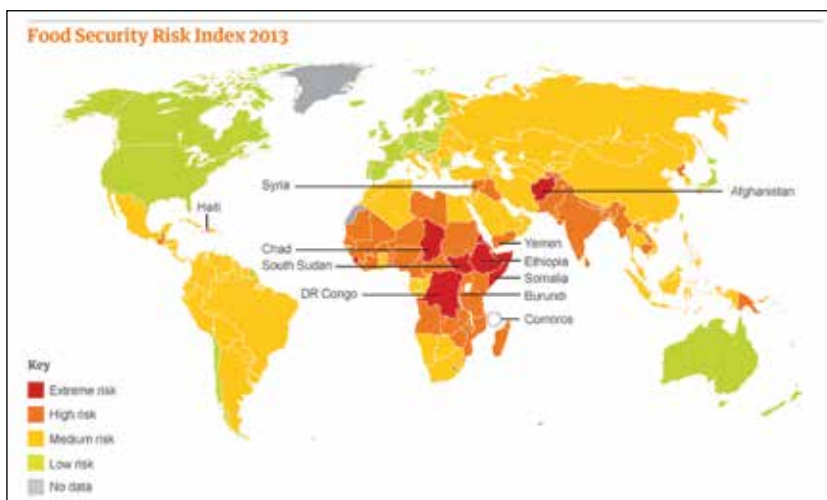 Food Security Risk Index 2013
Syria
Afghanistan
Haiti
Yemen
Chad
Ethiopia
South Sudan
Somalia
DR Congo
Burundi
Comoros
Key
Extreme risk
High risk
Medium risk
Low risk
No data